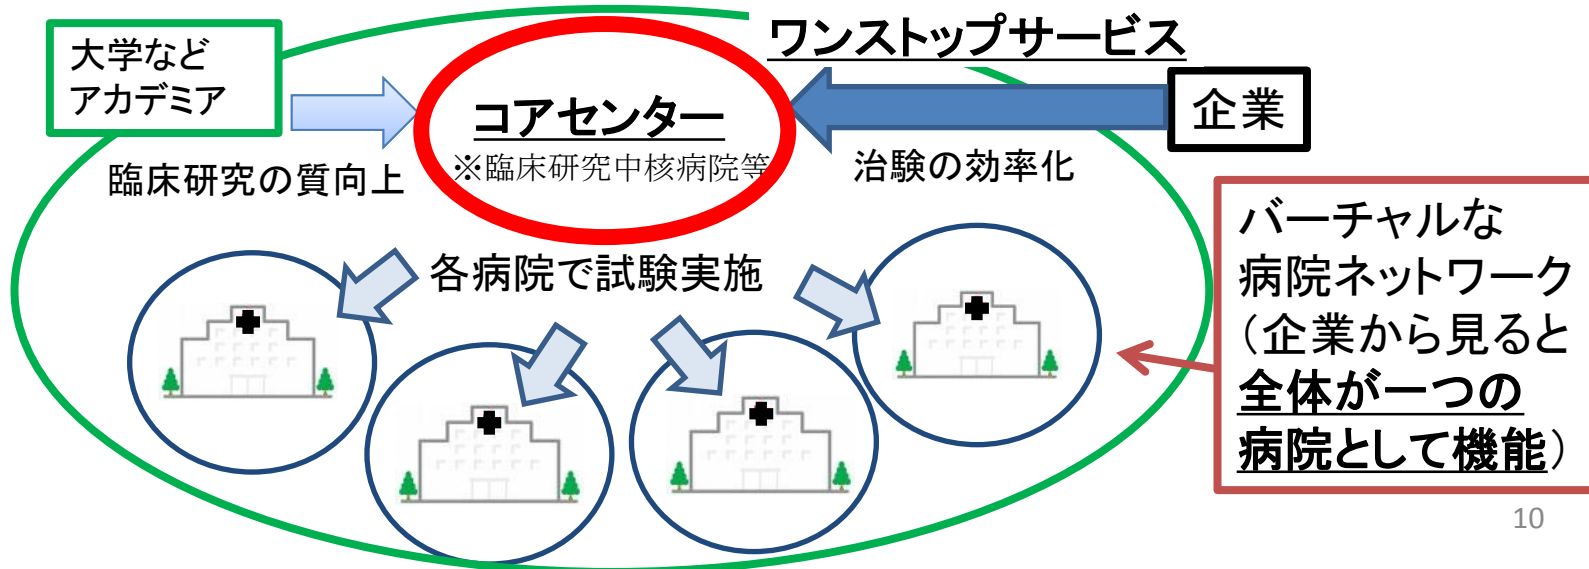 大学など
アカデミア
ワンストップサービス
コアセンター
※臨床研究中核病院等
企業
臨床研究の質向上
治験の効率化
各病院で試験実施
バーチャルな
病院ネットワーク
（企業から見ると
全体が一つの
病院として機能）
10